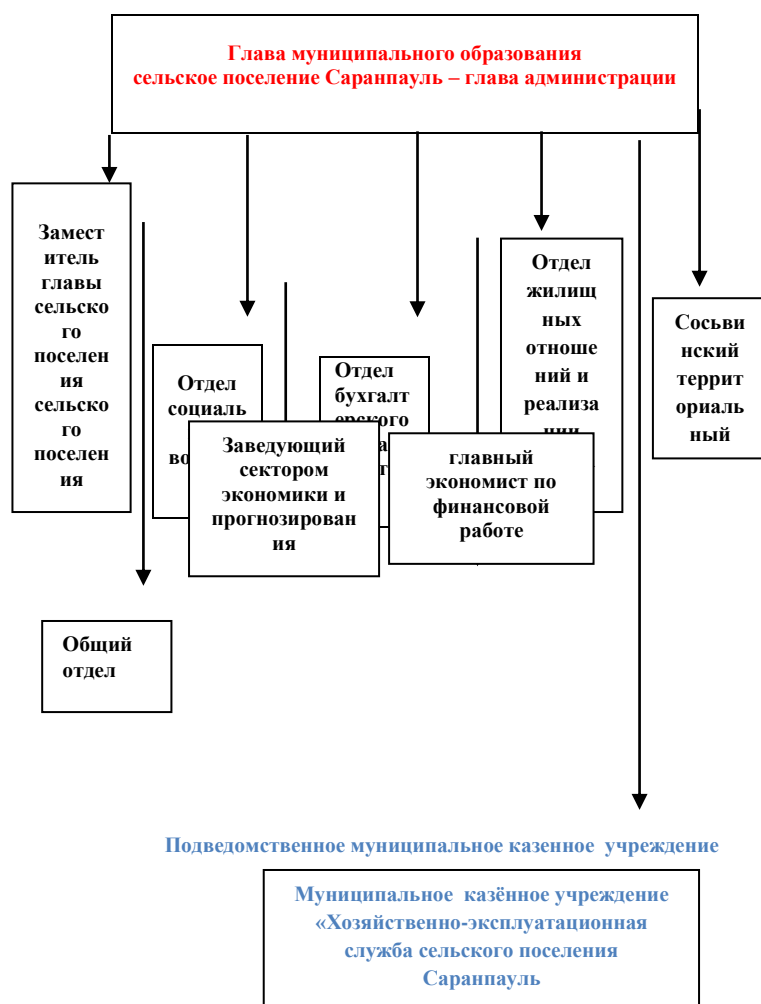 Глава муниципального образования
сельское поселение Саранпауль – глава администрации
Замест
итель
главы
сельско
го
поселен
ия
сельско
го
поселен
ия
Отдел
социаль
Отдел
бухгалт
ерского
Отдел
жилищ
ных
отноше
ний и
реализа
ции
Сосьв
инский
террит
ориаль
ный
Заведующий
сектором
экономики и
прогнозирован
ия
главный
экономист по
финансовой
работе
Общий
отдел
Подведомственное муниципальное казенное учреждение
Муниципальное казённое учреждение
«Хозяйственно-эксплуатационная
служба сельского поселения
Саранпауль